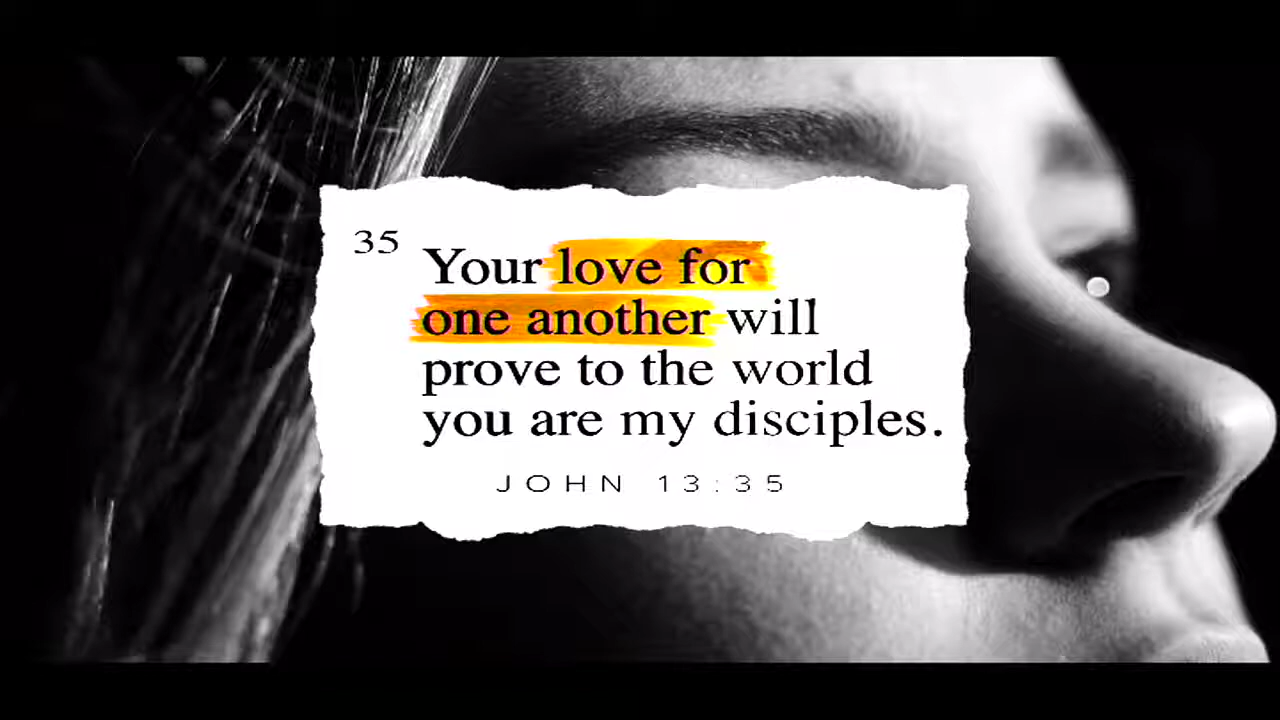 35
Your love for
one another will
prove to the world
you are my disciples.
JOHN 13:35